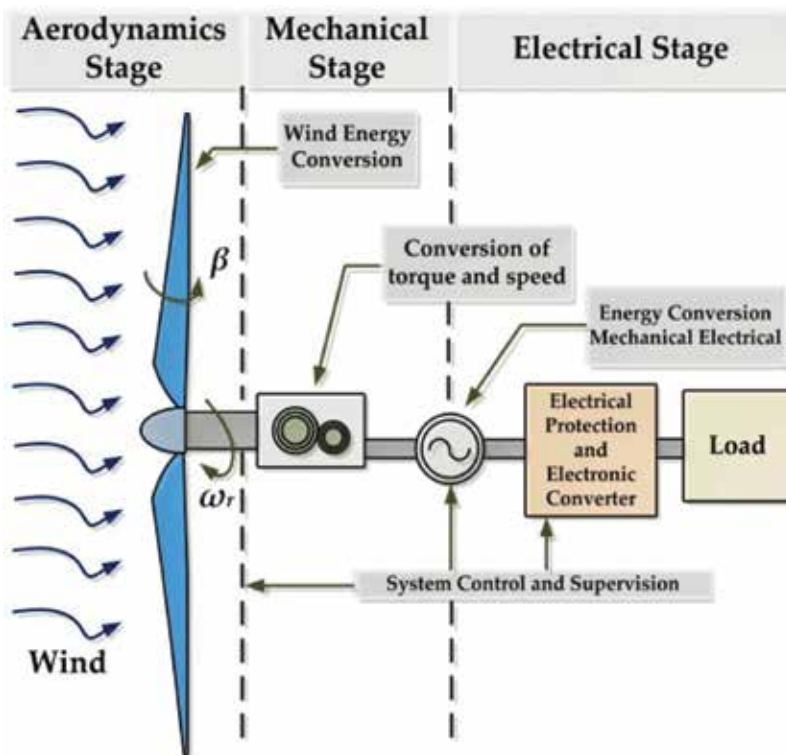 Aerodynamics
Stage
Mechanical
Stage
Electrical Stage
Wind Energy
Conversion
β
Conversion of
torque and speed
Energy Conversion
Mechanical Electrical
Electrical
Protection
and
Electronic
Converter
Load
ωr
System Control and Supervision
Wind